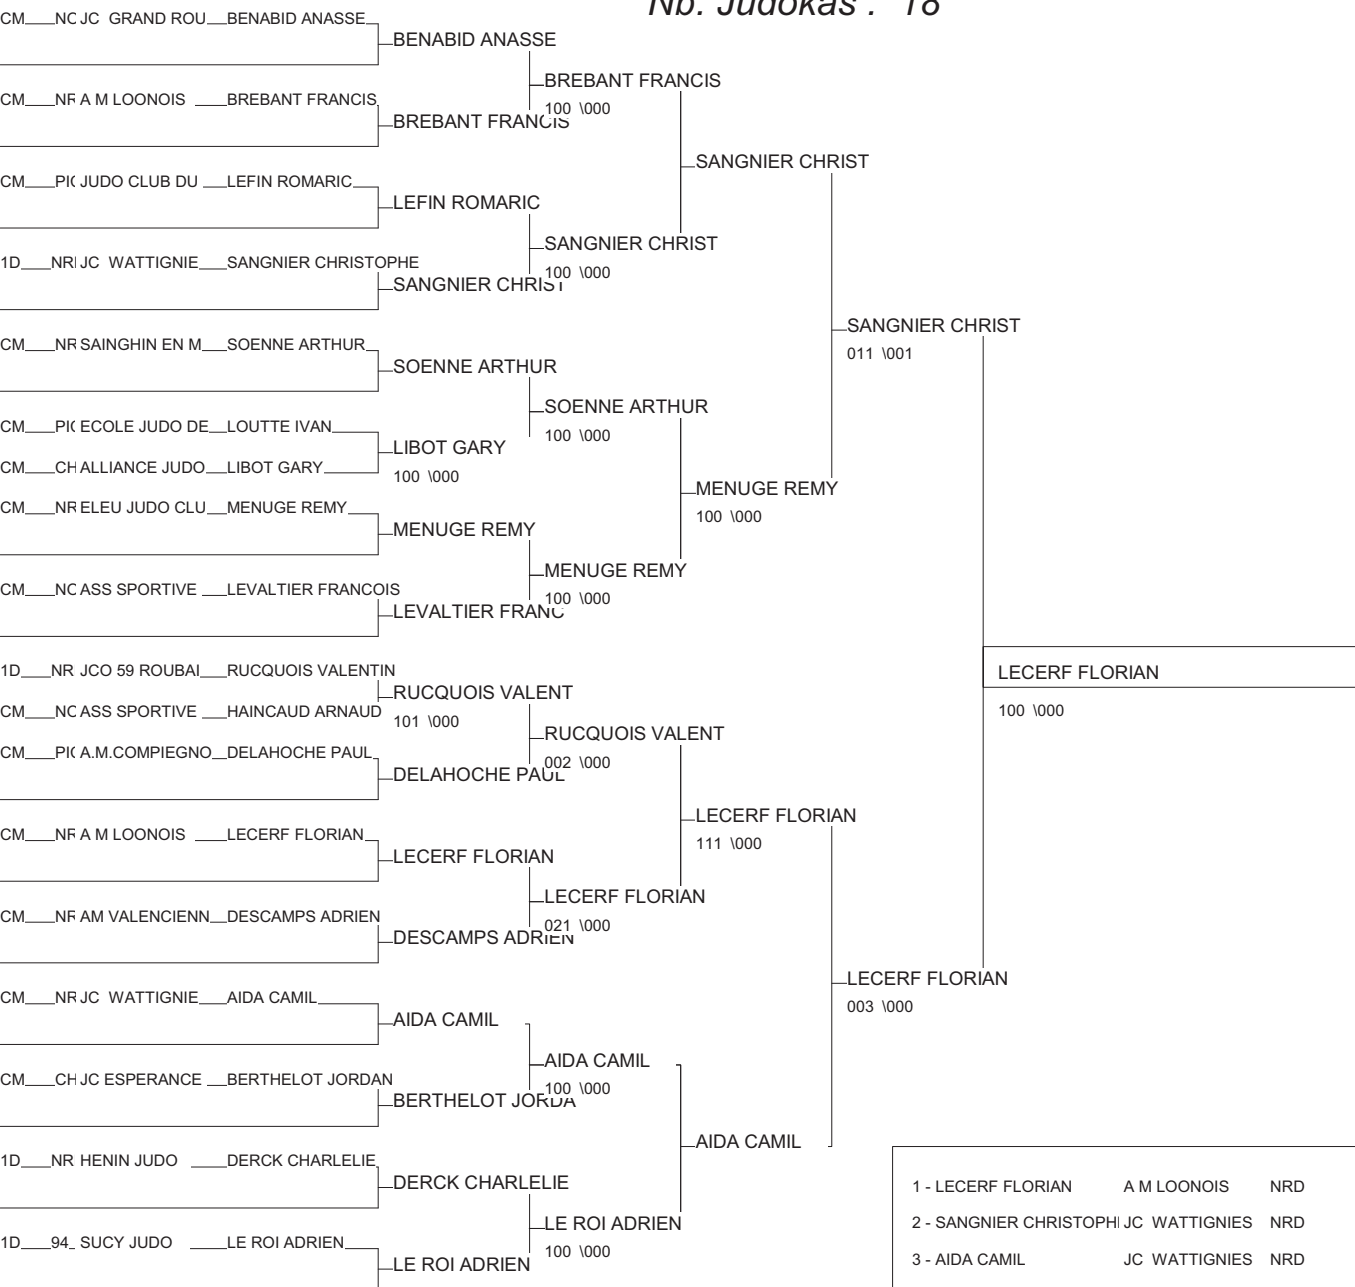 Nb. Judokas : 18
CM NO JC GRAND ROU BENABID ANASSE
BENABID ANASSE
BREBANT FRANCIS
100 \000
CM NR A M LOONOIS BREBANT FRANCIS
BREBANT FRANCIS
SANGNIER CHRIST
CM PI( JUDO CLUB DU LEFIN ROMARIC
LEFIN ROMARIC
SANGNIER CHRIST
100 \000
1D NR JC WATTIGNIE SANGNIER CHRISTOPHE
SANGNIER CHRIST
SANGNIER CHRIST
011 \001
CM NR SAINGHIN EN M SOENNE ARTHUR
SOENNE ARTHUR
SOENNE ARTHUR
100 \000
CM PI( ECOLE JUDO DE LOUTTE IVAN
LIBOT GARY
100 \000
CM CH ALLIANCE JUDO LIBOT GARY
MENUGE REMY
100 \000
CM NR ELEU JUDO CLU MENUGE REMY
MENUGE REMY
MENUGE REMY
100 \000
CM NO ASS SPORTIVE LEVALTIER FRANCOIS
LEVALTIER FRANC
LECERF FLORIAN
100 \000
1D NR JCO 59 ROUBAI RUCQUOIS VALENTIN
RUCQUOIS VALENT
101 \000
CM NO ASS SPORTIVE HAINCAUD ARNAUD
RUCQUOIS VALENT
002 \000
CM PI( A.M.COMPIEGNO DELAHOCHE PAUL
DELAHOCHE PAUL
LECERF FLORIAN
111 \000
CM NR A M LOONOIS LECERF FLORIAN
LECERF FLORIAN
LECERF FLORIAN
021 \000
CM NR AM VALENCIENN DESCAMPS ADRIEN
DESCAMPS ADRIEN
LECERF FLORIAN
003 \000
CM NR JC WATTIGNIE AIDA CAMIL
AIDA CAMIL
AIDA CAMIL
100 \000
CM CH JC ESPERANCE BERTHELOT JORDAN
BERTHELOT JORDA
AIDA CAMIL
1D NR HENIN JUDO DERCK CHARLELIE
DERCK CHARLELIE
LE ROI ADRIEN
100 \000
1D 94 SUCY JUDO LE ROI ADRIEN
LE ROI ADRIEN
1 - LECERF FLORIAN A M LOONOIS NRD
2 - SANGNIER CHRISTOPH JC WATTIGNIES NRD
3 - AIDA CAMIL JC WATTIGNIES NRD